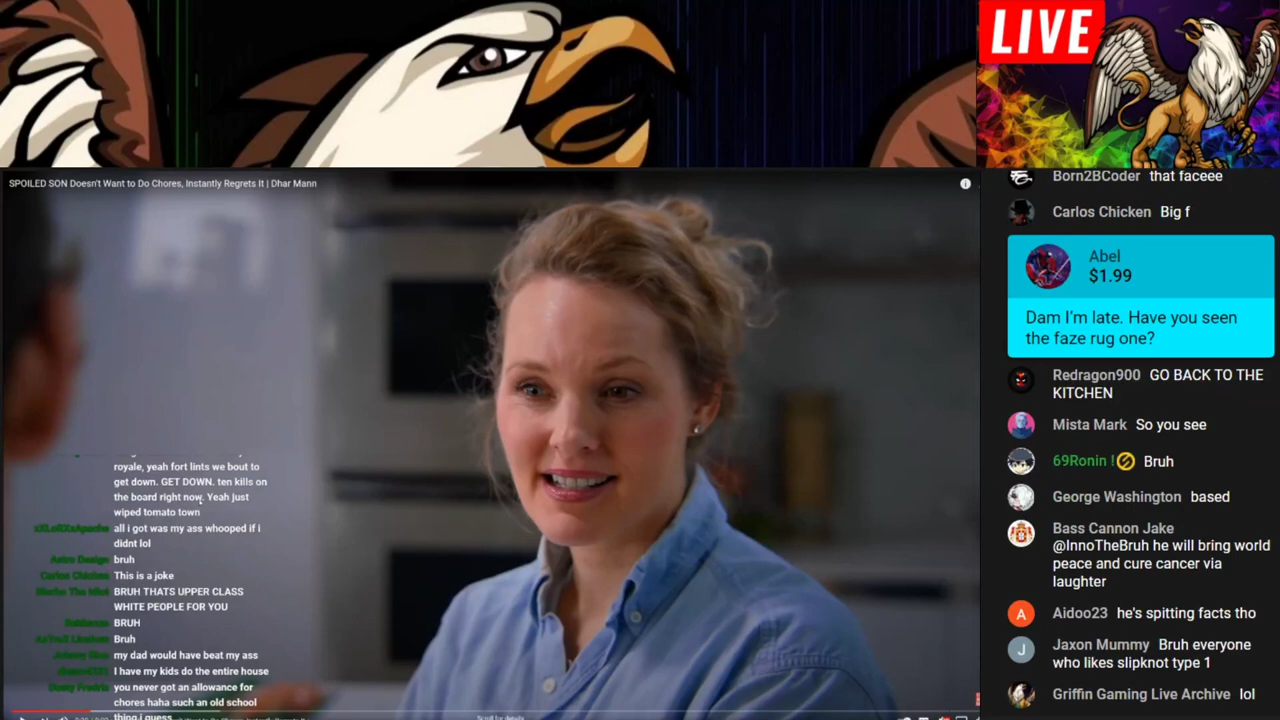 LIVE
SPOILED SON Doesn't Want to Do Chores, Instantly Regrets It | Dhar Mann
royale, yeah fort lints we bout to
get down. GET DOWN. ten kills on
the board right now. Yeah just
wiped tomato town
all i got was my ass whooped if i
didnt lol
Astro Design bruh
Carlos Chicken This is a joke
BRUH THATS UPPER CLASS
WHITE PEOPLE FOR YOU
BRUH
Bruh
my dad would have beat my ass
I have my kids do the entire house
you never got an allowance for
chores haha such an old school
thing i guess
Scroll for details
Born2BCoder that faceee
Carlos Chicken Big f
Abel
$1.99
Dam I'm late. Have you seen
the faze rug one?
Redragon900 GO BACK TO THE
KITCHEN
Mista Mark So you see
69Ronin ! Bruh
George Washington based
Bass Cannon Jake
@InnoTheBruh he will bring world
peace and cure cancer via
laughter
A Aidoo23 he's spitting facts tho
J Jaxon Mummy Bruh everyone
who likes slipknot type 1
Griffin Gaming Live Archive lol